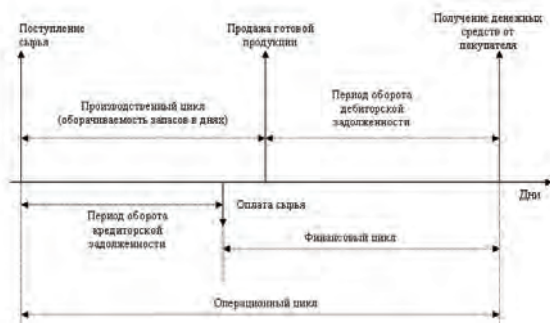 Поступление
сырья
Продажа готовой
продукции
Получение денежных
средств от
покупателя
Производственный цикл
(оборачиваемость запасов в днях)
Период оборота
дебиторской
задолженности
Дни
Период оборота
кредиторской
задолженности
Оплата сырья
Финансовый цикл
Операционный цикл